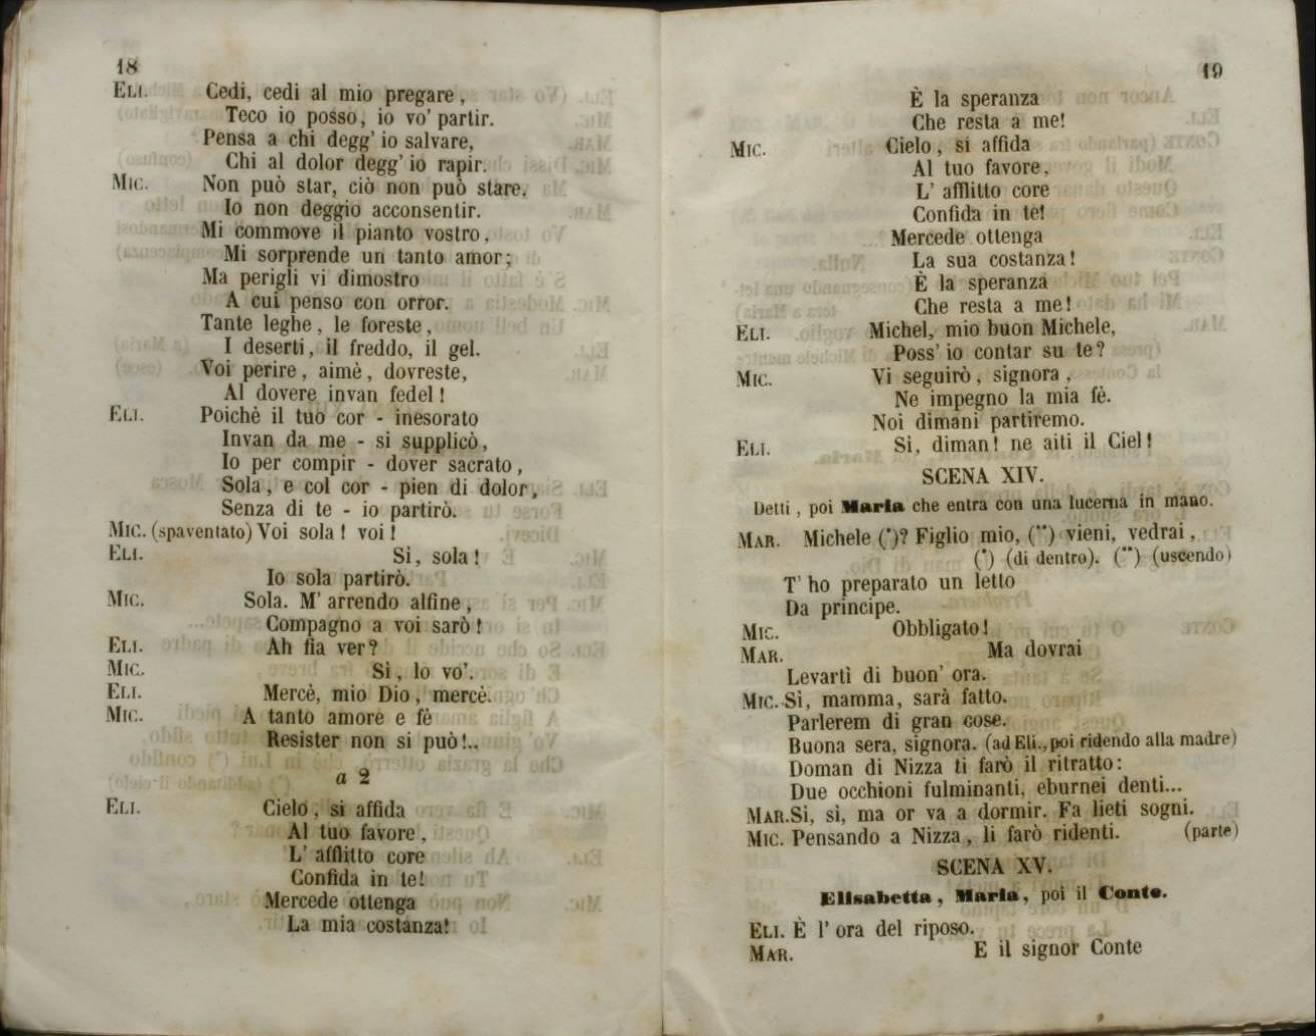 18
ELI. Cedi, cedi al mio pregare,
Teco io posso, io vo' partir.
Pensa a chi degg' io salvare,
Chi al dolor degg' io rapir.
MIC. Non può star, ciò non può stare.
Io non deggio acconsentir.
Mi commove il pianto vostro,
Mi sorprende un tanto amor;
Ma perigli vi dimostro
A cui penso con orror.
Tante leghe, le foreste,
I deserti, il freddo, il gel.
Voi perire, aimè, dovreste,
Al dovere invan fedel!
ELI. Poichè il tuo cor - inesorato
Invan da me - si supplicò,
Io per compir - dover sacrato,
Sola, e col cor - pien di dolor,
Senza di te - io partirò.
MIC. (spaventato) Voi sola! voi!
ELI. Si, sola!
Io sola partirò.
MIC. Sola. M' arrendo alfine,
Compagno a voi sarò!
ELI. Ah fia ver?
MIC. Si, lo vo'.
ELI. Mercè, mio Dio, mercè.
MIC. A tanto amore e fè
Resister non si può!..
a 2
ELI. Cielo, si affida
Al tuo favore,
L' afflitto core
Confida in te!
Mercede ottenga
La mia costanza!
19
È la speranza
Che resta a me!
MIC. Cielo, si affida
Al tuo favore,
L' afflitto core
Confida in te!
Mercede ottenga
La sua costanza!
È la speranza
Che resta a me!
ELI. Michel, mio buon Michele,
Poss' io contar su te?
MIC. Vi seguirò, signora,
Ne impegno la mia fè.
Noi dimani partiremo.
ELI. Si, diman! ne aiti il Ciel!
SCENA XIV.
Detti, poi Maria che entra con una lucerna in mano.
MAR. Michele (*)? Figlio mio, (**) vieni, vedrai,
(*) (di dentro). (**) (uscendo)
T' ho preparato un letto
Da principe.
MIC. Obbligato!
MAR. Ma dovrai
Levarti di buon' ora.
MIC. Sì, mamma, sarà fatto.
Parlerem di gran cose.
Buona sera, signora. (ad Eli., poi ridendo alla madre)
Doman di Nizza ti farò il ritratto:
Due occhioni fulminanti, eburnei denti...
MAR. Si, sì, ma or va a dormir. Fa lieti sogni.
MIC. Pensando a Nizza, li farò ridenti. (parte)
SCENA XV.
Elisabetta, Maria, poi il Conte.
ELI. È l' ora del riposo.
MAR. E il signor Conte